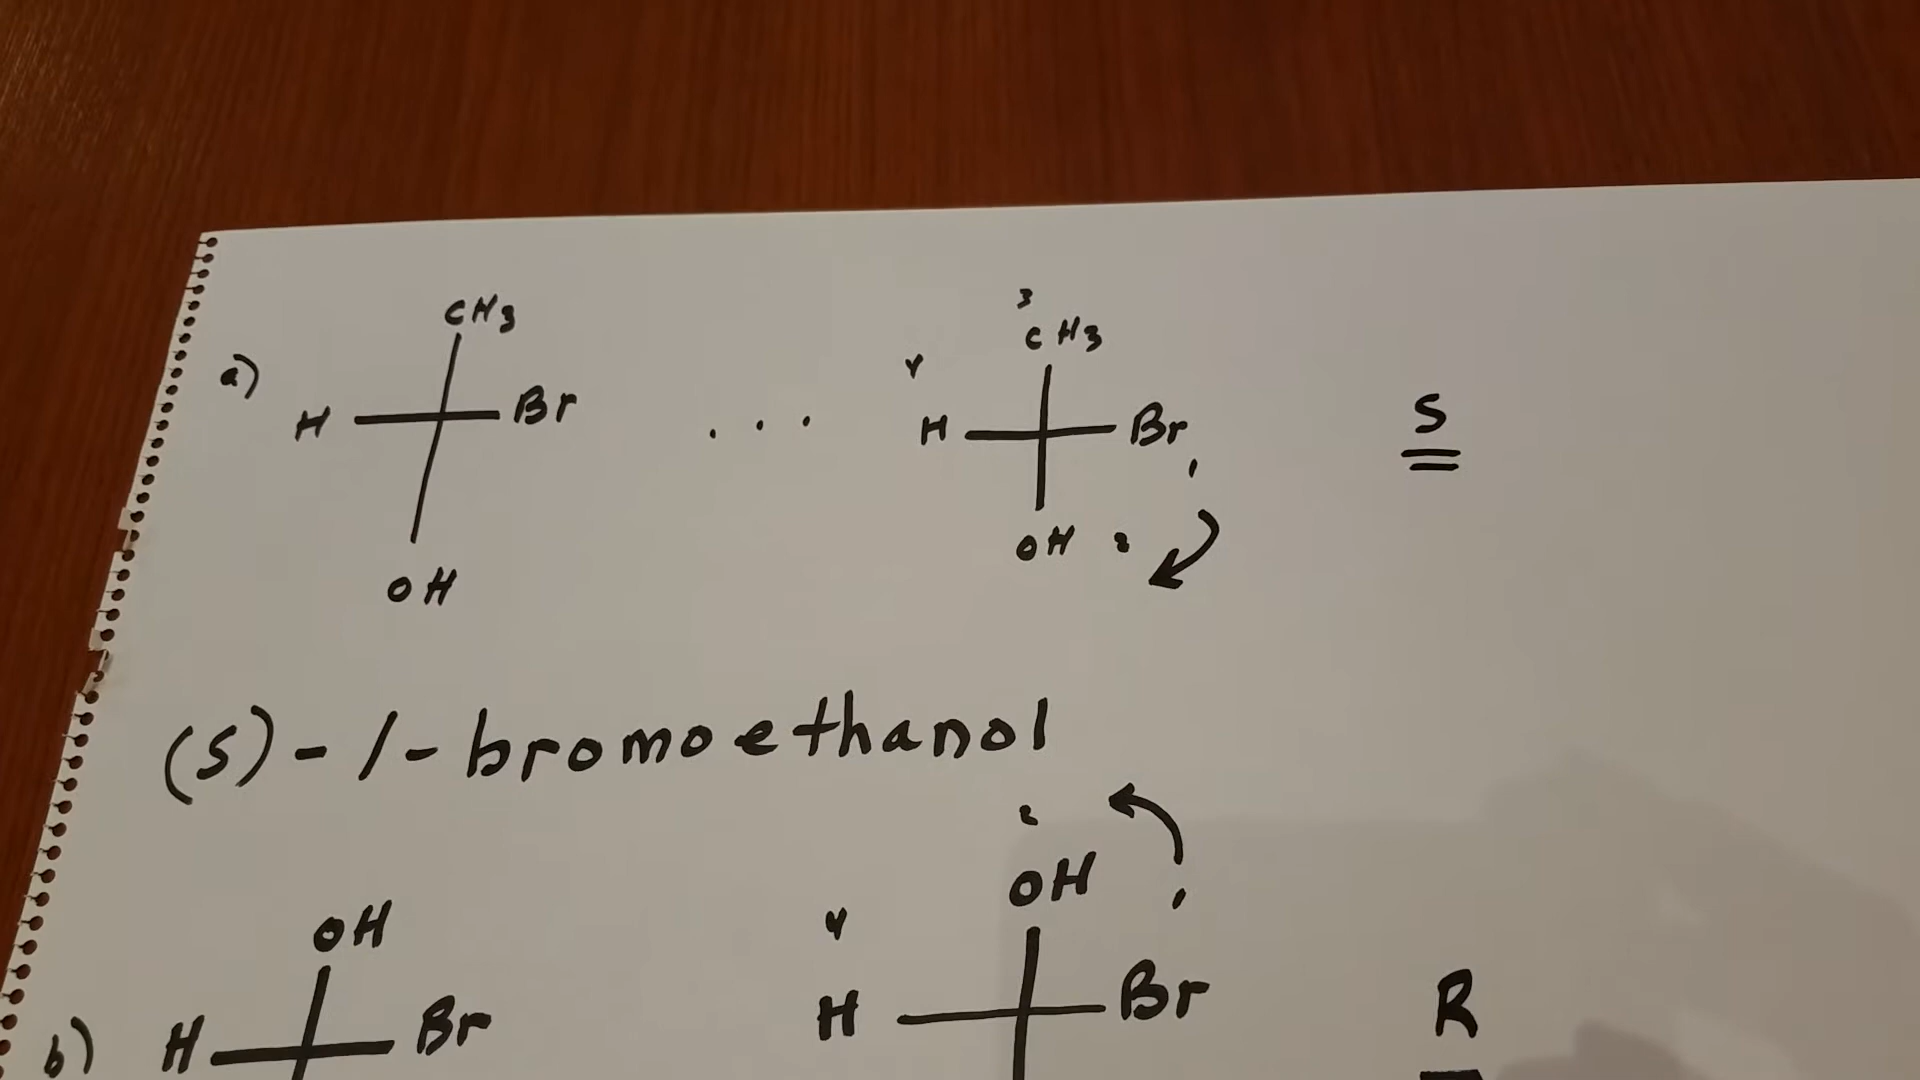 3
CH3 CH3
a) 4
H Br . . . H Br S
1
OH OH 2
(S)-1-bromoethanol
2
OH OH 1
4
b) H Br H Br R